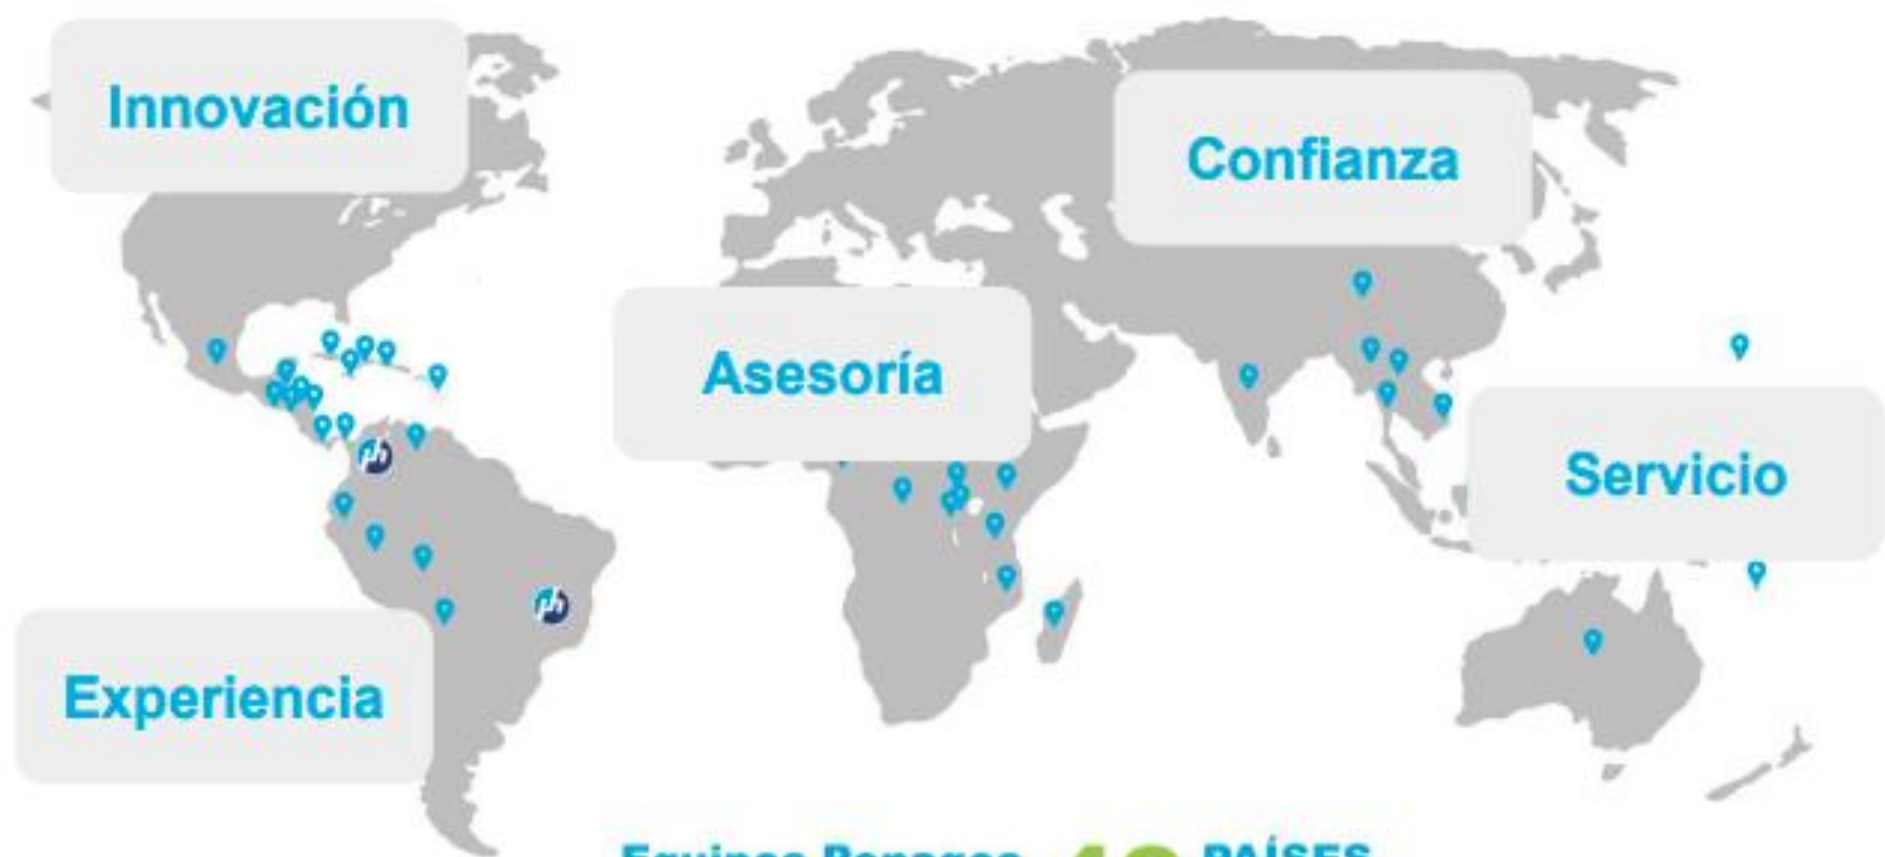 Innovación
Confianza
Asesoría
Servicio
Experiencia
PAÍSES